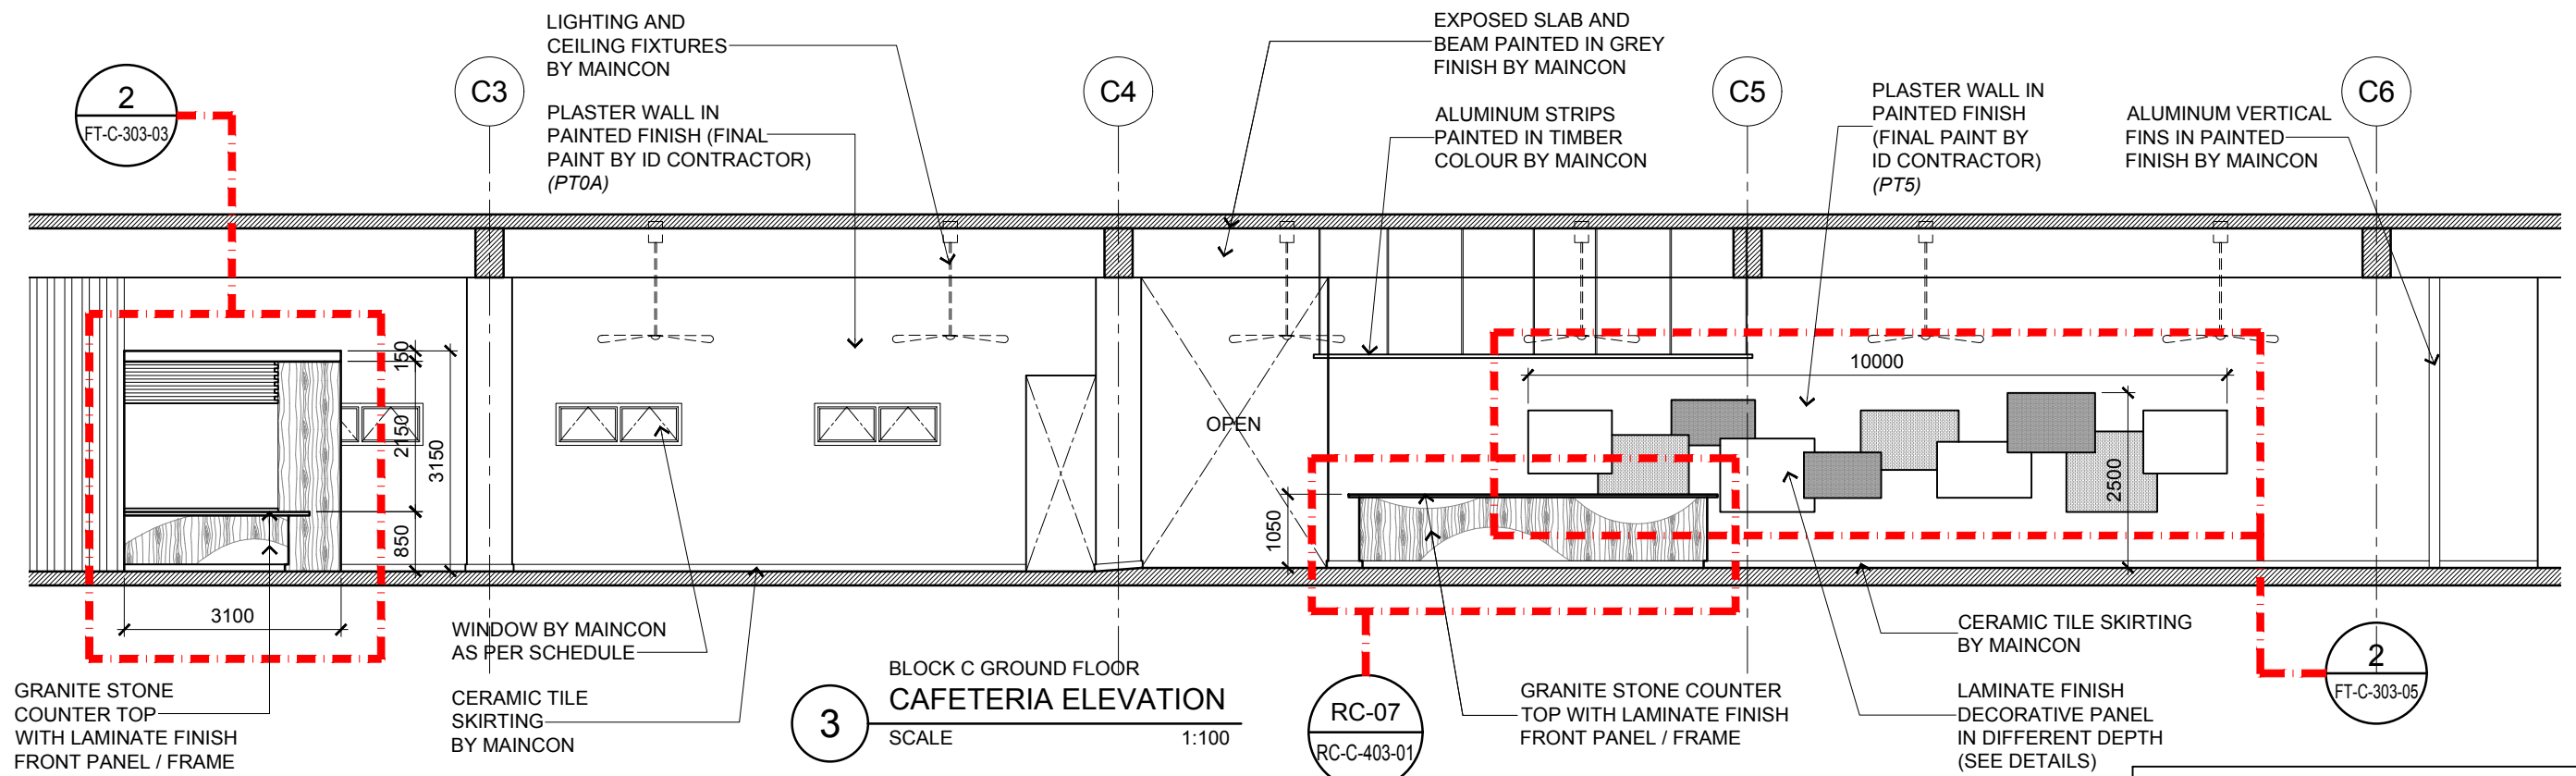 LIGHTING AND
CEILING FIXTURES
BY MAINCON
EXPOSED SLAB AND
BEAM PAINTED IN GREY
FINISH BY MAINCON
2
FT-C-303-03
C3
C4
C5
C6
PLASTER WALL IN
PAINTED FINISH (FINAL
PAINT BY ID CONTRACTOR)
(PT0A)
ALUMINUM STRIPS
PAINTED IN TIMBER
COLOUR BY MAINCON
PLASTER WALL IN
PAINTED FINISH
(FINAL PAINT BY
ID CONTRACTOR)
(PT5)
ALUMINUM VERTICAL
FINS IN PAINTED
FINISH BY MAINCON
150
2150
3150
850
3100
OPEN
10000
2500
1050
WINDOW BY MAINCON
AS PER SCHEDULE
CERAMIC TILE SKIRTING
BY MAINCON
GRANITE STONE
COUNTER TOP
WITH LAMINATE FINISH
FRONT PANEL / FRAME
CERAMIC TILE
SKIRTING
BY MAINCON
3
BLOCK C GROUND FLOOR
CAFETERIA ELEVATION
SCALE 1:100
RC-07
RC-C-403-01
GRANITE STONE COUNTER
TOP WITH LAMINATE FINISH
FRONT PANEL / FRAME
LAMINATE FINISH
DECORATIVE PANEL
IN DIFFERENT DEPTH
(SEE DETAILS)
2
FT-C-303-05